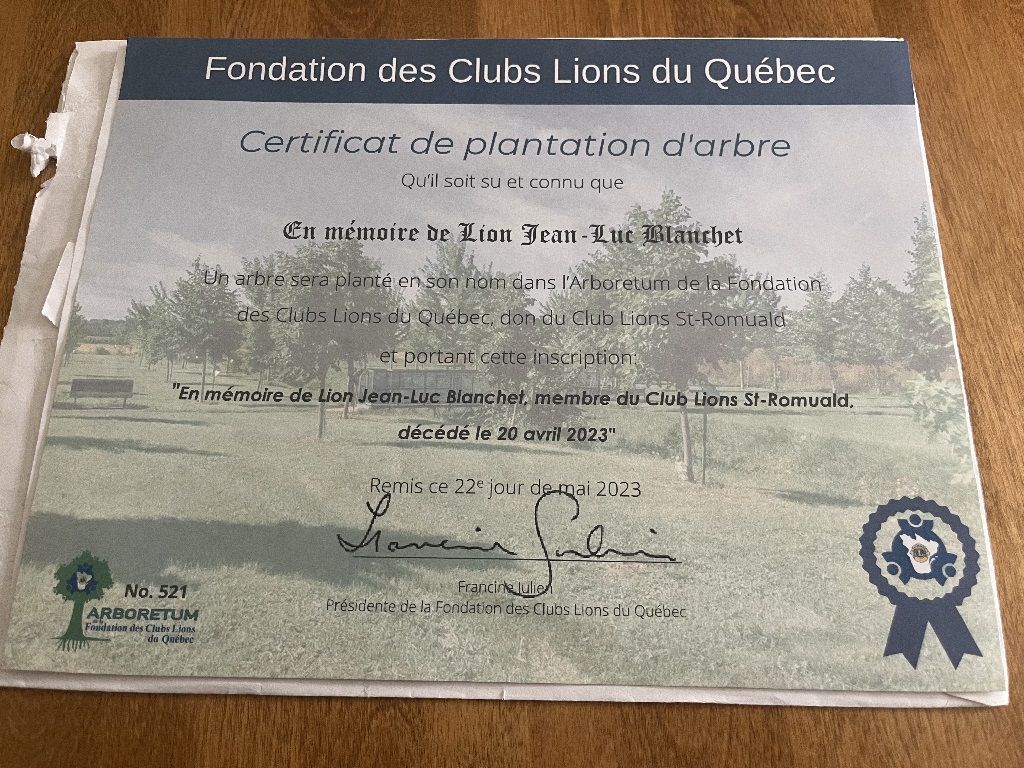 Fondation des Clubs Lions du Québec
Certificat de plantation d'arbre
Qu'il soit su et connu que
En mémoire de Lion Jean-Luc Blanchet
Un arbre sera planté en son nom dans l'Arboretum de la Fondation
des Clubs Lions du Québec, don du Club Lions St-Romuald
et portant cette inscription:
"En mémoire de Lion Jean-Luc Blanchet, membre du Club Lions St-Romuald,
décédé le 20 avril 2023"
Remis ce 22e jour de mai 2023
Francine Julien
Francine Julien
Présidente de la Fondation des Clubs Lions du Québec
No. 521
ARBORETUM
Fondation des Clubs Lions
du Québec